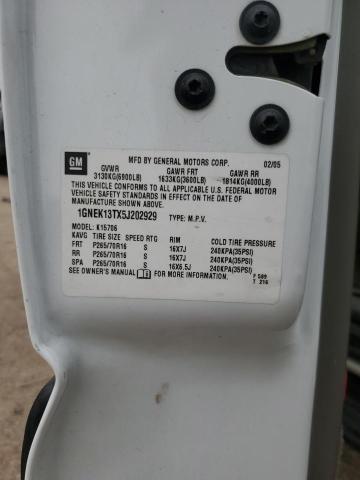 GM
MFD BY GENERAL MOTORS CORP. 02/05
GVWR GAWR FRT GAWR RR
3130KG(6900LB) 1633KG(3600LB) 1814KG(4000LB)
THIS VEHICLE CONFORMS TO ALL APPLICABLE U.S. FEDERAL MOTOR
VEHICLE SAFETY STANDARDS IN EFFECT ON THE DATE OF
MANUFACTURE SHOWN ABOVE.
1GNEK13TX5J202929 TYPE: M.P.V.
MODEL: K15706
KAVG TIRE SIZE SPEED RTG RIM COLD TIRE PRESSURE
FRT P265/70R16 S 16X7J 240KPA(35PSI)
RR P265/70R16 S 16X7J 240KPA(35PSI)
SPA P265/70R16 S 16X6.5J 240KPA(35PSI)
SEE OWNER'S MANUAL FOR MORE INFORMATION. F S09
T 216